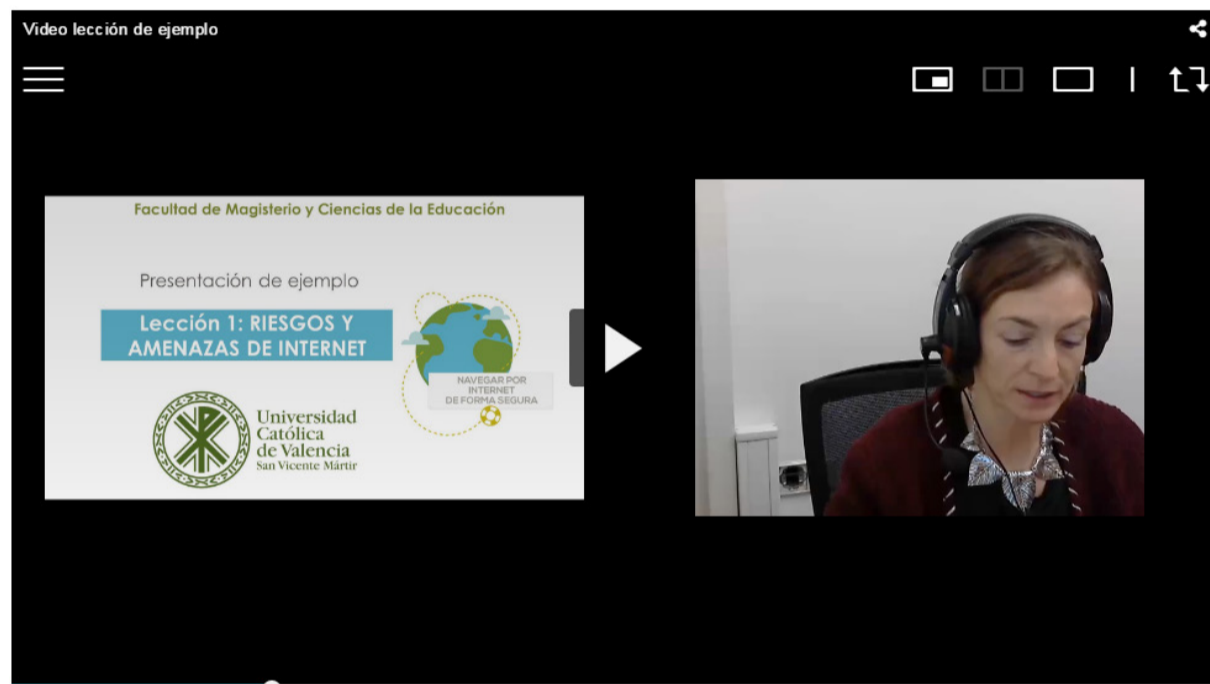 Video lección de ejemplo
Facultad de Magisterio y Ciencias de la Educación
Presentación de ejemplo
Lección 1: RIESGOS Y
AMENAZAS DE INTERNET
NAVEGAR POR
INTERNET
DE FORMA SEGURA
Universidad
Católica
de Valencia
San Vicente Mártir